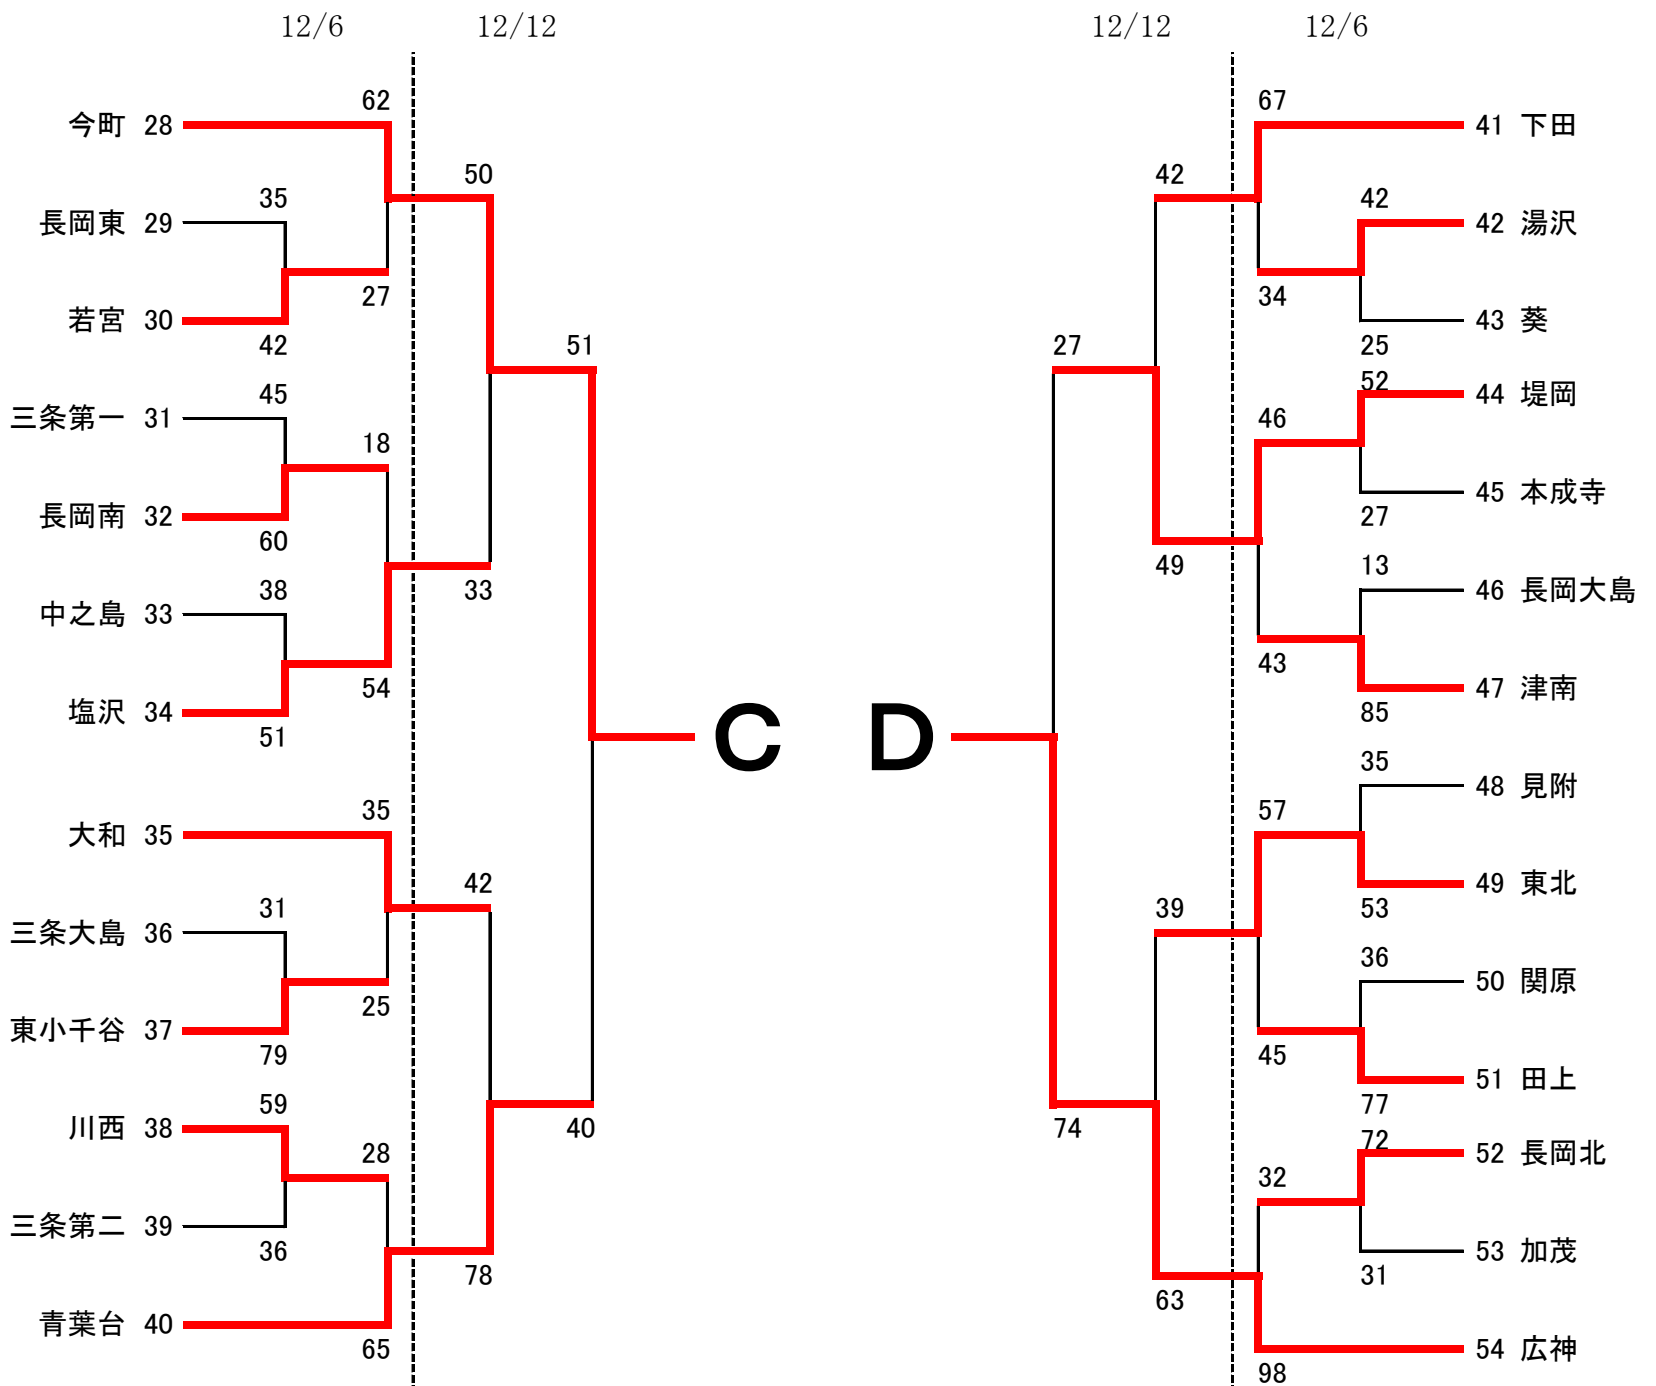 12/6 12/12 12/12 12/6
62 67
今町 28 41 下田
50 42
35 42
長岡東 29 42 湯沢
27 34
若宮 30 43 葵
42 51 27 25
52
45 44 堤岡
三条第一 31 46
18
長岡南 32 45 本成寺
60 27
33 49 13
38 46 長岡大島
中之島 33
54 43
塩沢 34 47 津南
51 85
C D
35 35
48 見附
大和 35 57
42 49 東北
31 39 53
三条大島 36
36
25 50 関原
東小千谷 37
79 45
51 田上
59 77
川西 38 40 74
72
28 32 52 長岡北
三条第二 39
36 53 加茂
78 31
63
青葉台 40
65 54 広神
98